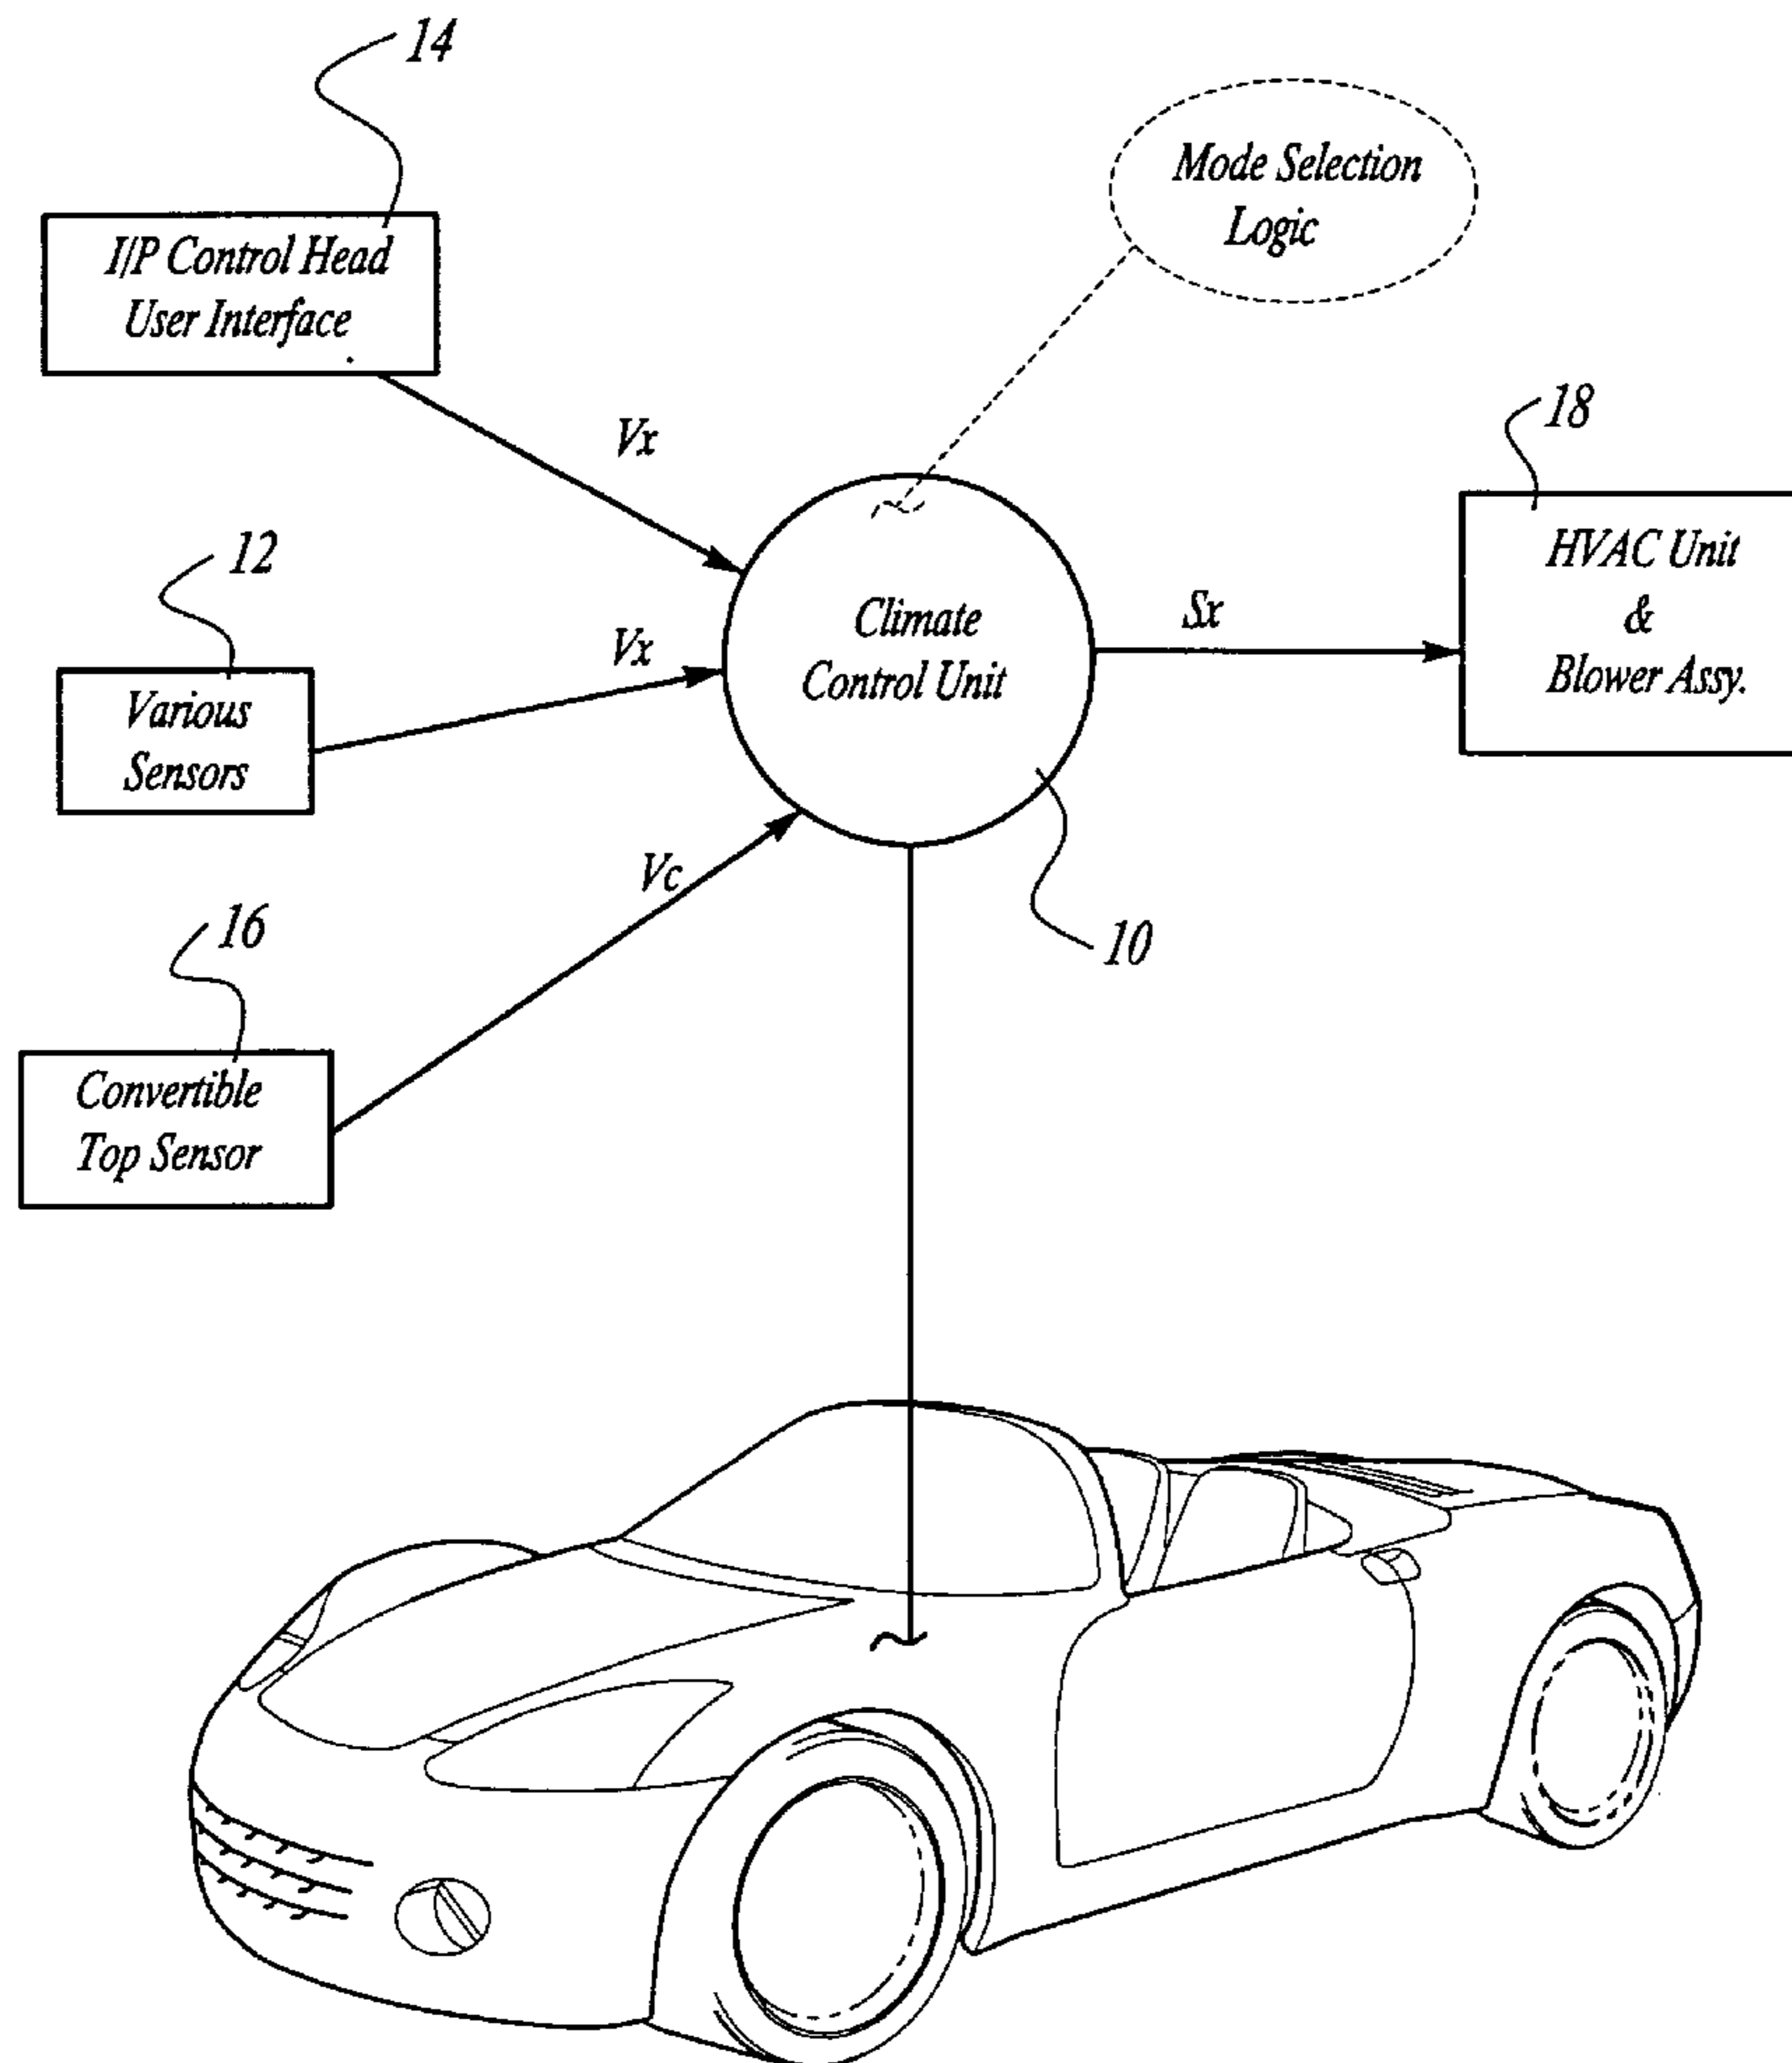 14
Mode Selection
Logic
I/P Control Head
User Interface
Vx
18
12
HVAC Unit
&
Blower Assy.
Vx
Climate
Control Unit
Sx
Various
Sensors
Vc
16
10
Convertible
Top Sensor